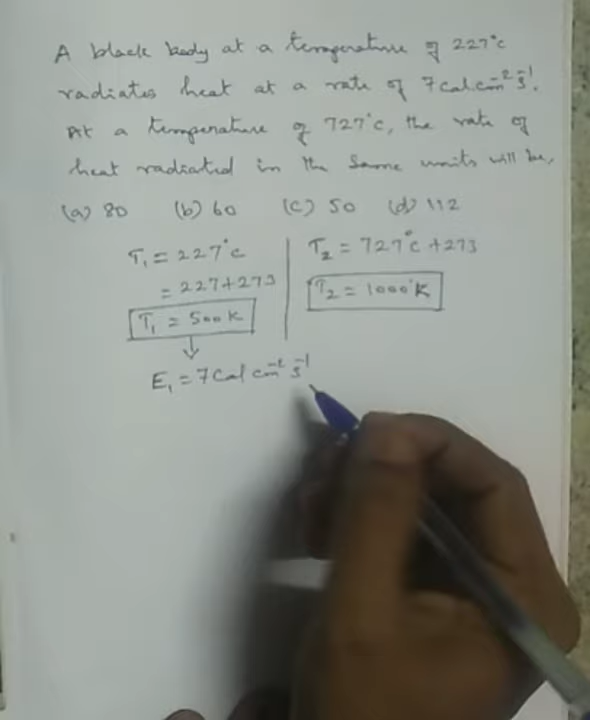 A black body at a temperature of 227°C
radiates heat at a rate of 7 Cal cm⁻² s⁻¹.
At a temperature of 727°C, the rate of
heat radiated in the same units will be,
(a) 80 (b) 60 (c) 50 (d) 112
T₁ = 227°C
= 227+273
T₁ = 500K
T₂ = 727°C + 273
T₂ = 1000°K
↓
E₁ = 7 Cal cm⁻² s⁻¹